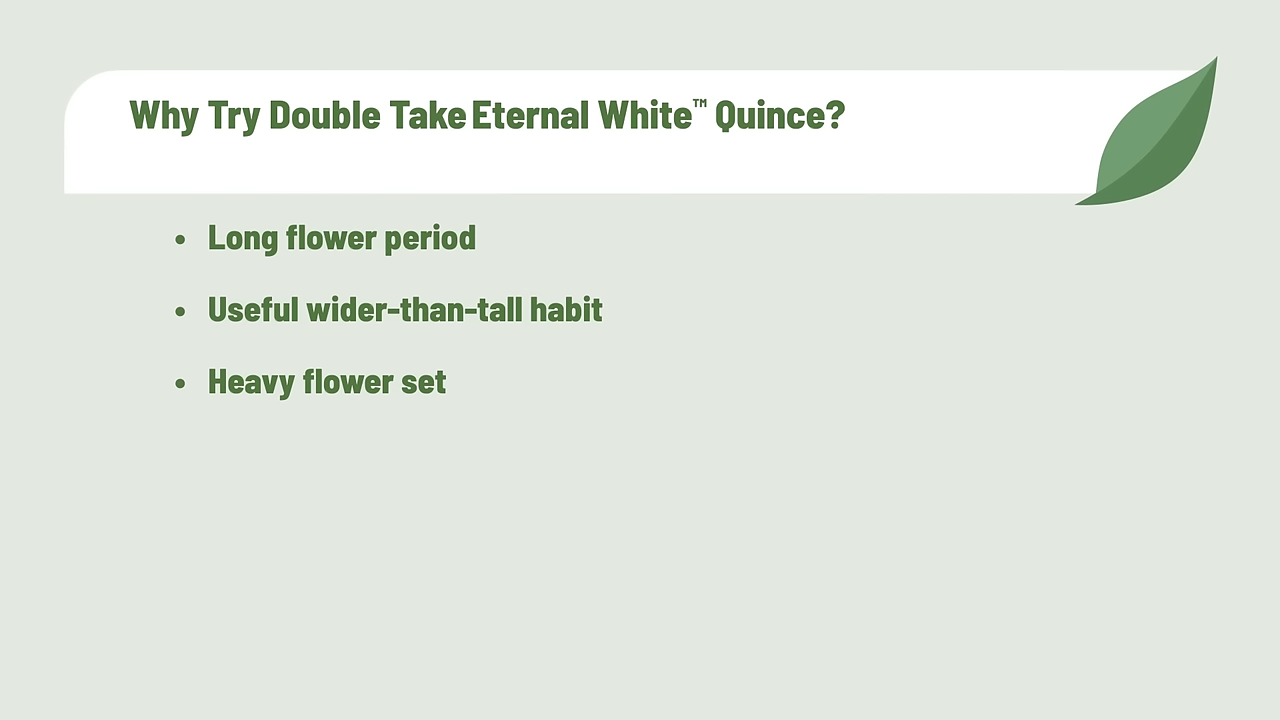 Why Try Double Take Eternal White™ Quince?
• Long flower period
• Useful wider-than-tall habit
• Heavy flower set